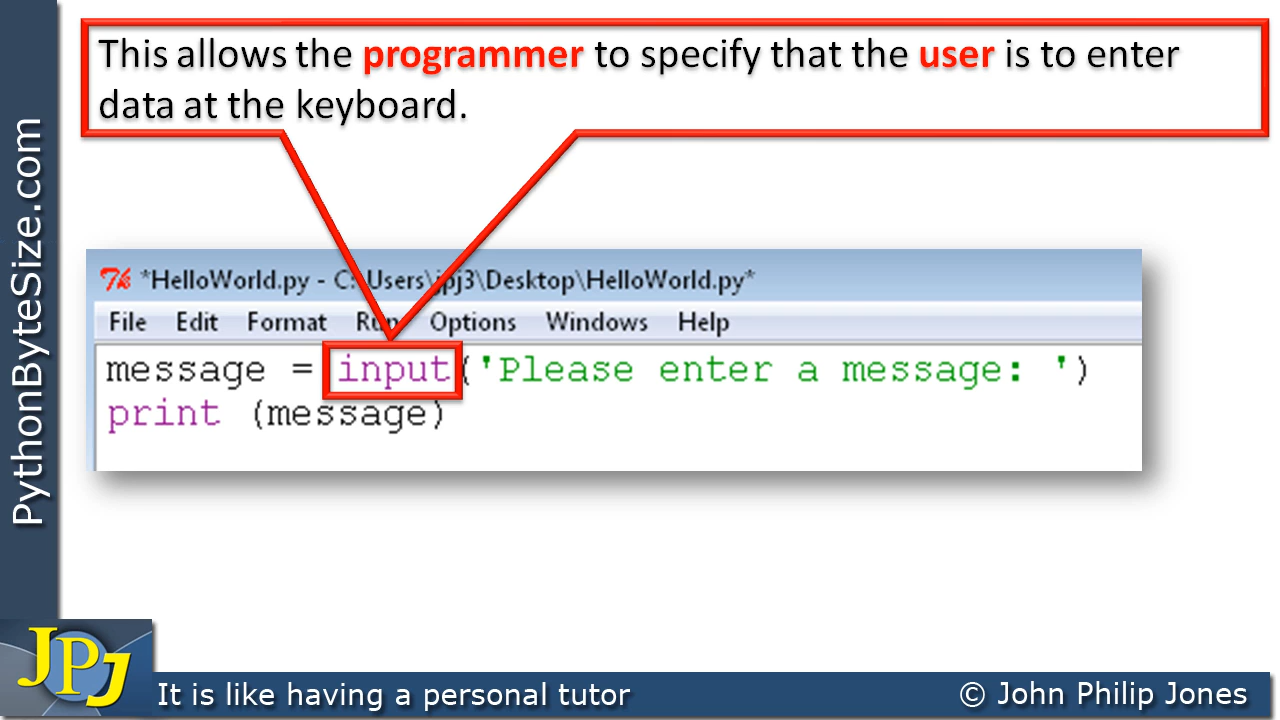 This allows the programmer to specify that the user is to enter
data at the keyboard.
PythonByteSize.com
*HelloWorld.py - C:\Users\jpj3\Desktop\HelloWorld.py*
File Edit Format Run Options Windows Help
message = input('Please enter a message: ')
print (message)
JPJ
It is like having a personal tutor
© John Philip Jones